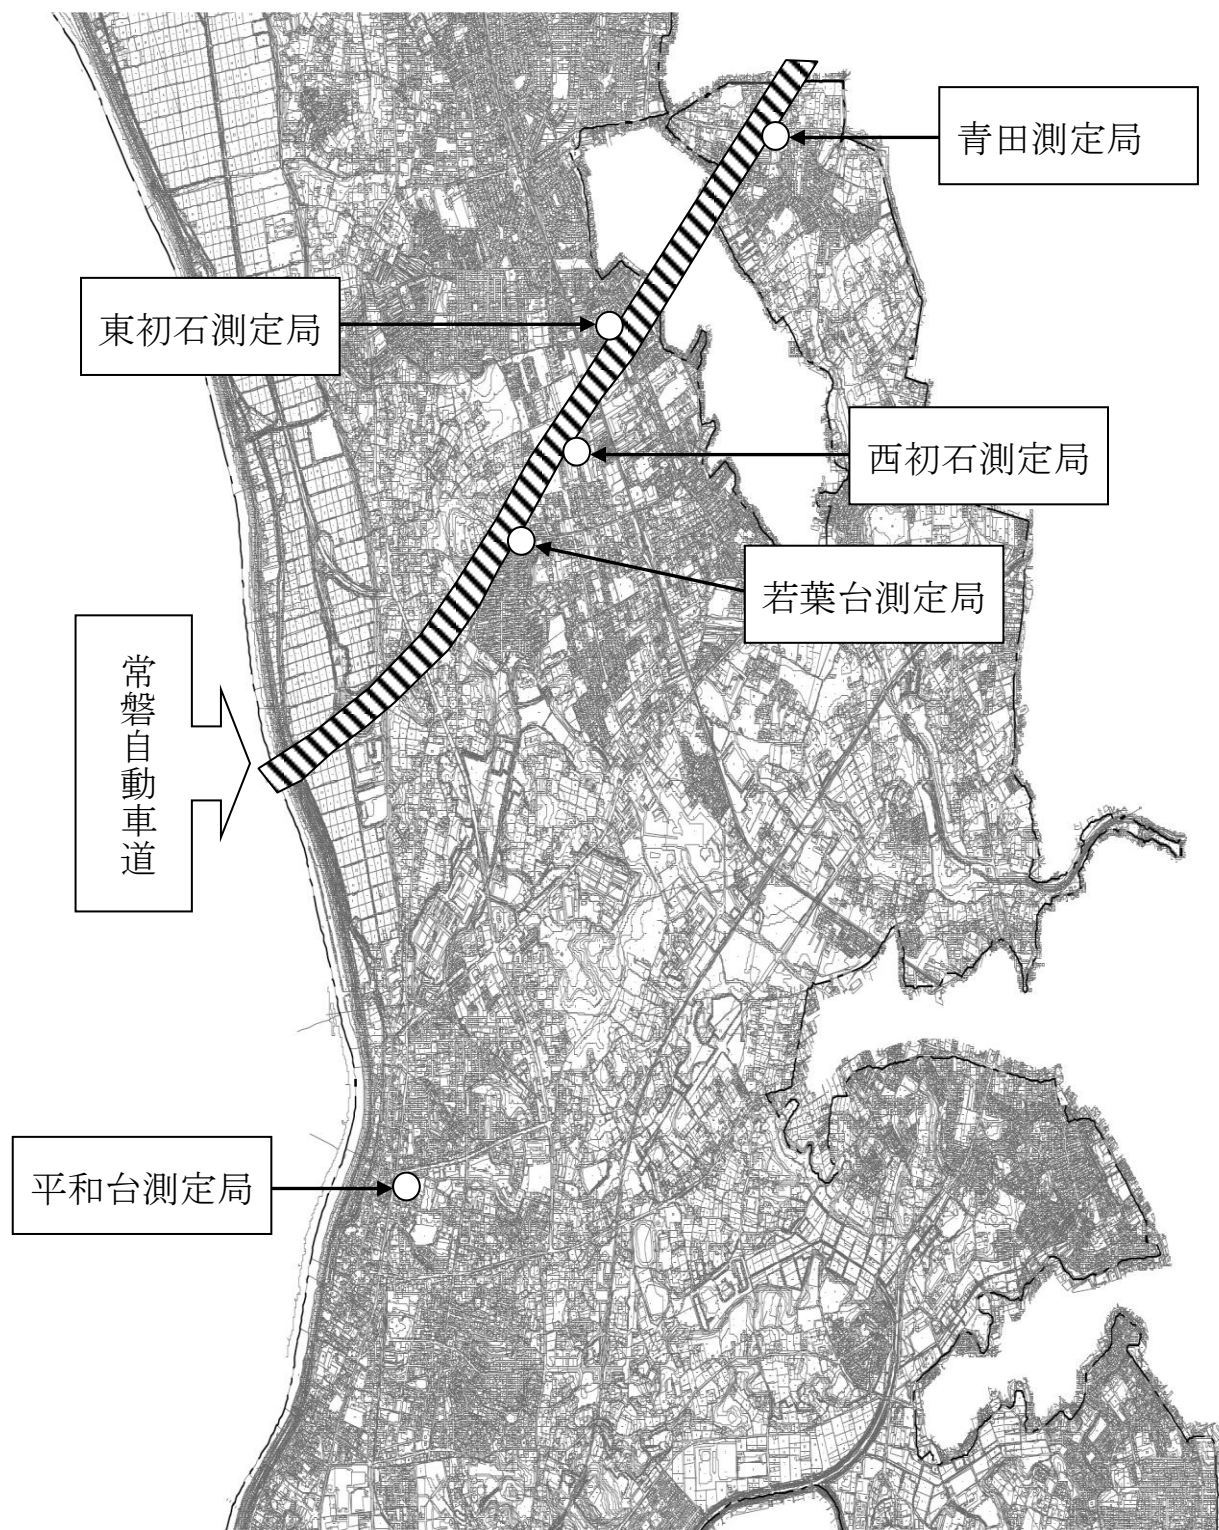 青田測定局
東初石測定局
西初石測定局
若葉台測定局
常磐自動車道
平和台測定局